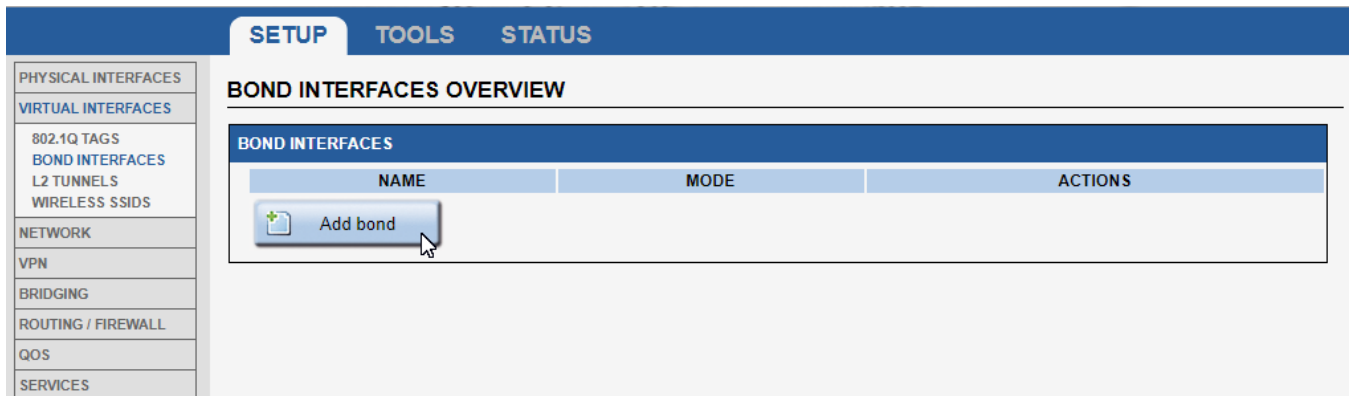 SETUP TOOLS STATUS
PHYSICAL INTERFACES
VIRTUAL INTERFACES
802.1Q TAGS
BOND INTERFACES
L2 TUNNELS
WIRELESS SSIDS
NETWORK
VPN
BRIDGING
ROUTING / FIREWALL
QOS
SERVICES
BOND INTERFACES OVERVIEW
BOND INTERFACES
NAME MODE ACTIONS
Add bond